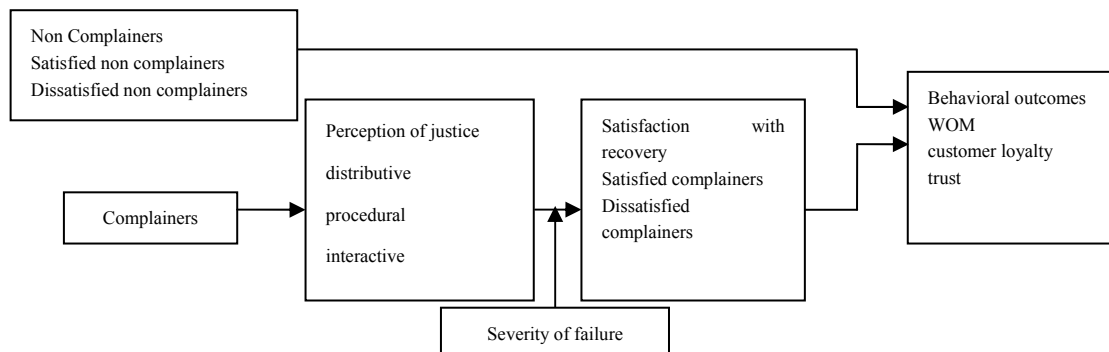 Non Complainers
Satisfied non complainers
Dissatisfied non complainers
Complainers
Perception of justice
distributive
procedural
interactive
Severity of failure
Satisfaction with
recovery
Satisfied complainers
Dissatisfied
complainers
Behavioral outcomes
WOM
customer loyalty
trust